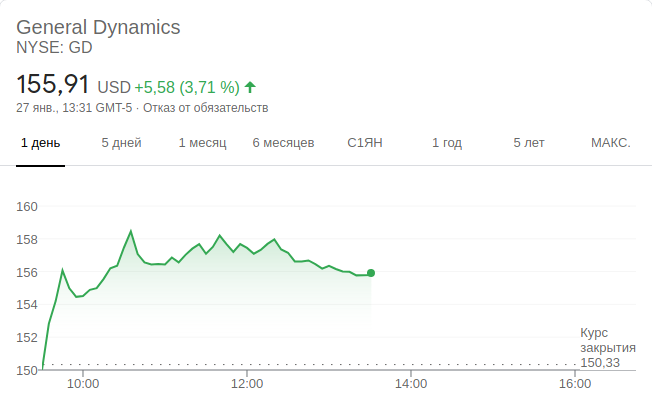 General Dynamics
NYSE: GD
155,91 USD +5,58 (3,71 %)
27 янв., 13:31 GMT-5 · Отказ от обязательств
1 день 5 дней 1 месяц 6 месяцев С1ЯН 1 год 5 лет МАКС.
160
158
156
154
152
150
Курс
закрытия
150,33
10:00 12:00 14:00 16:00